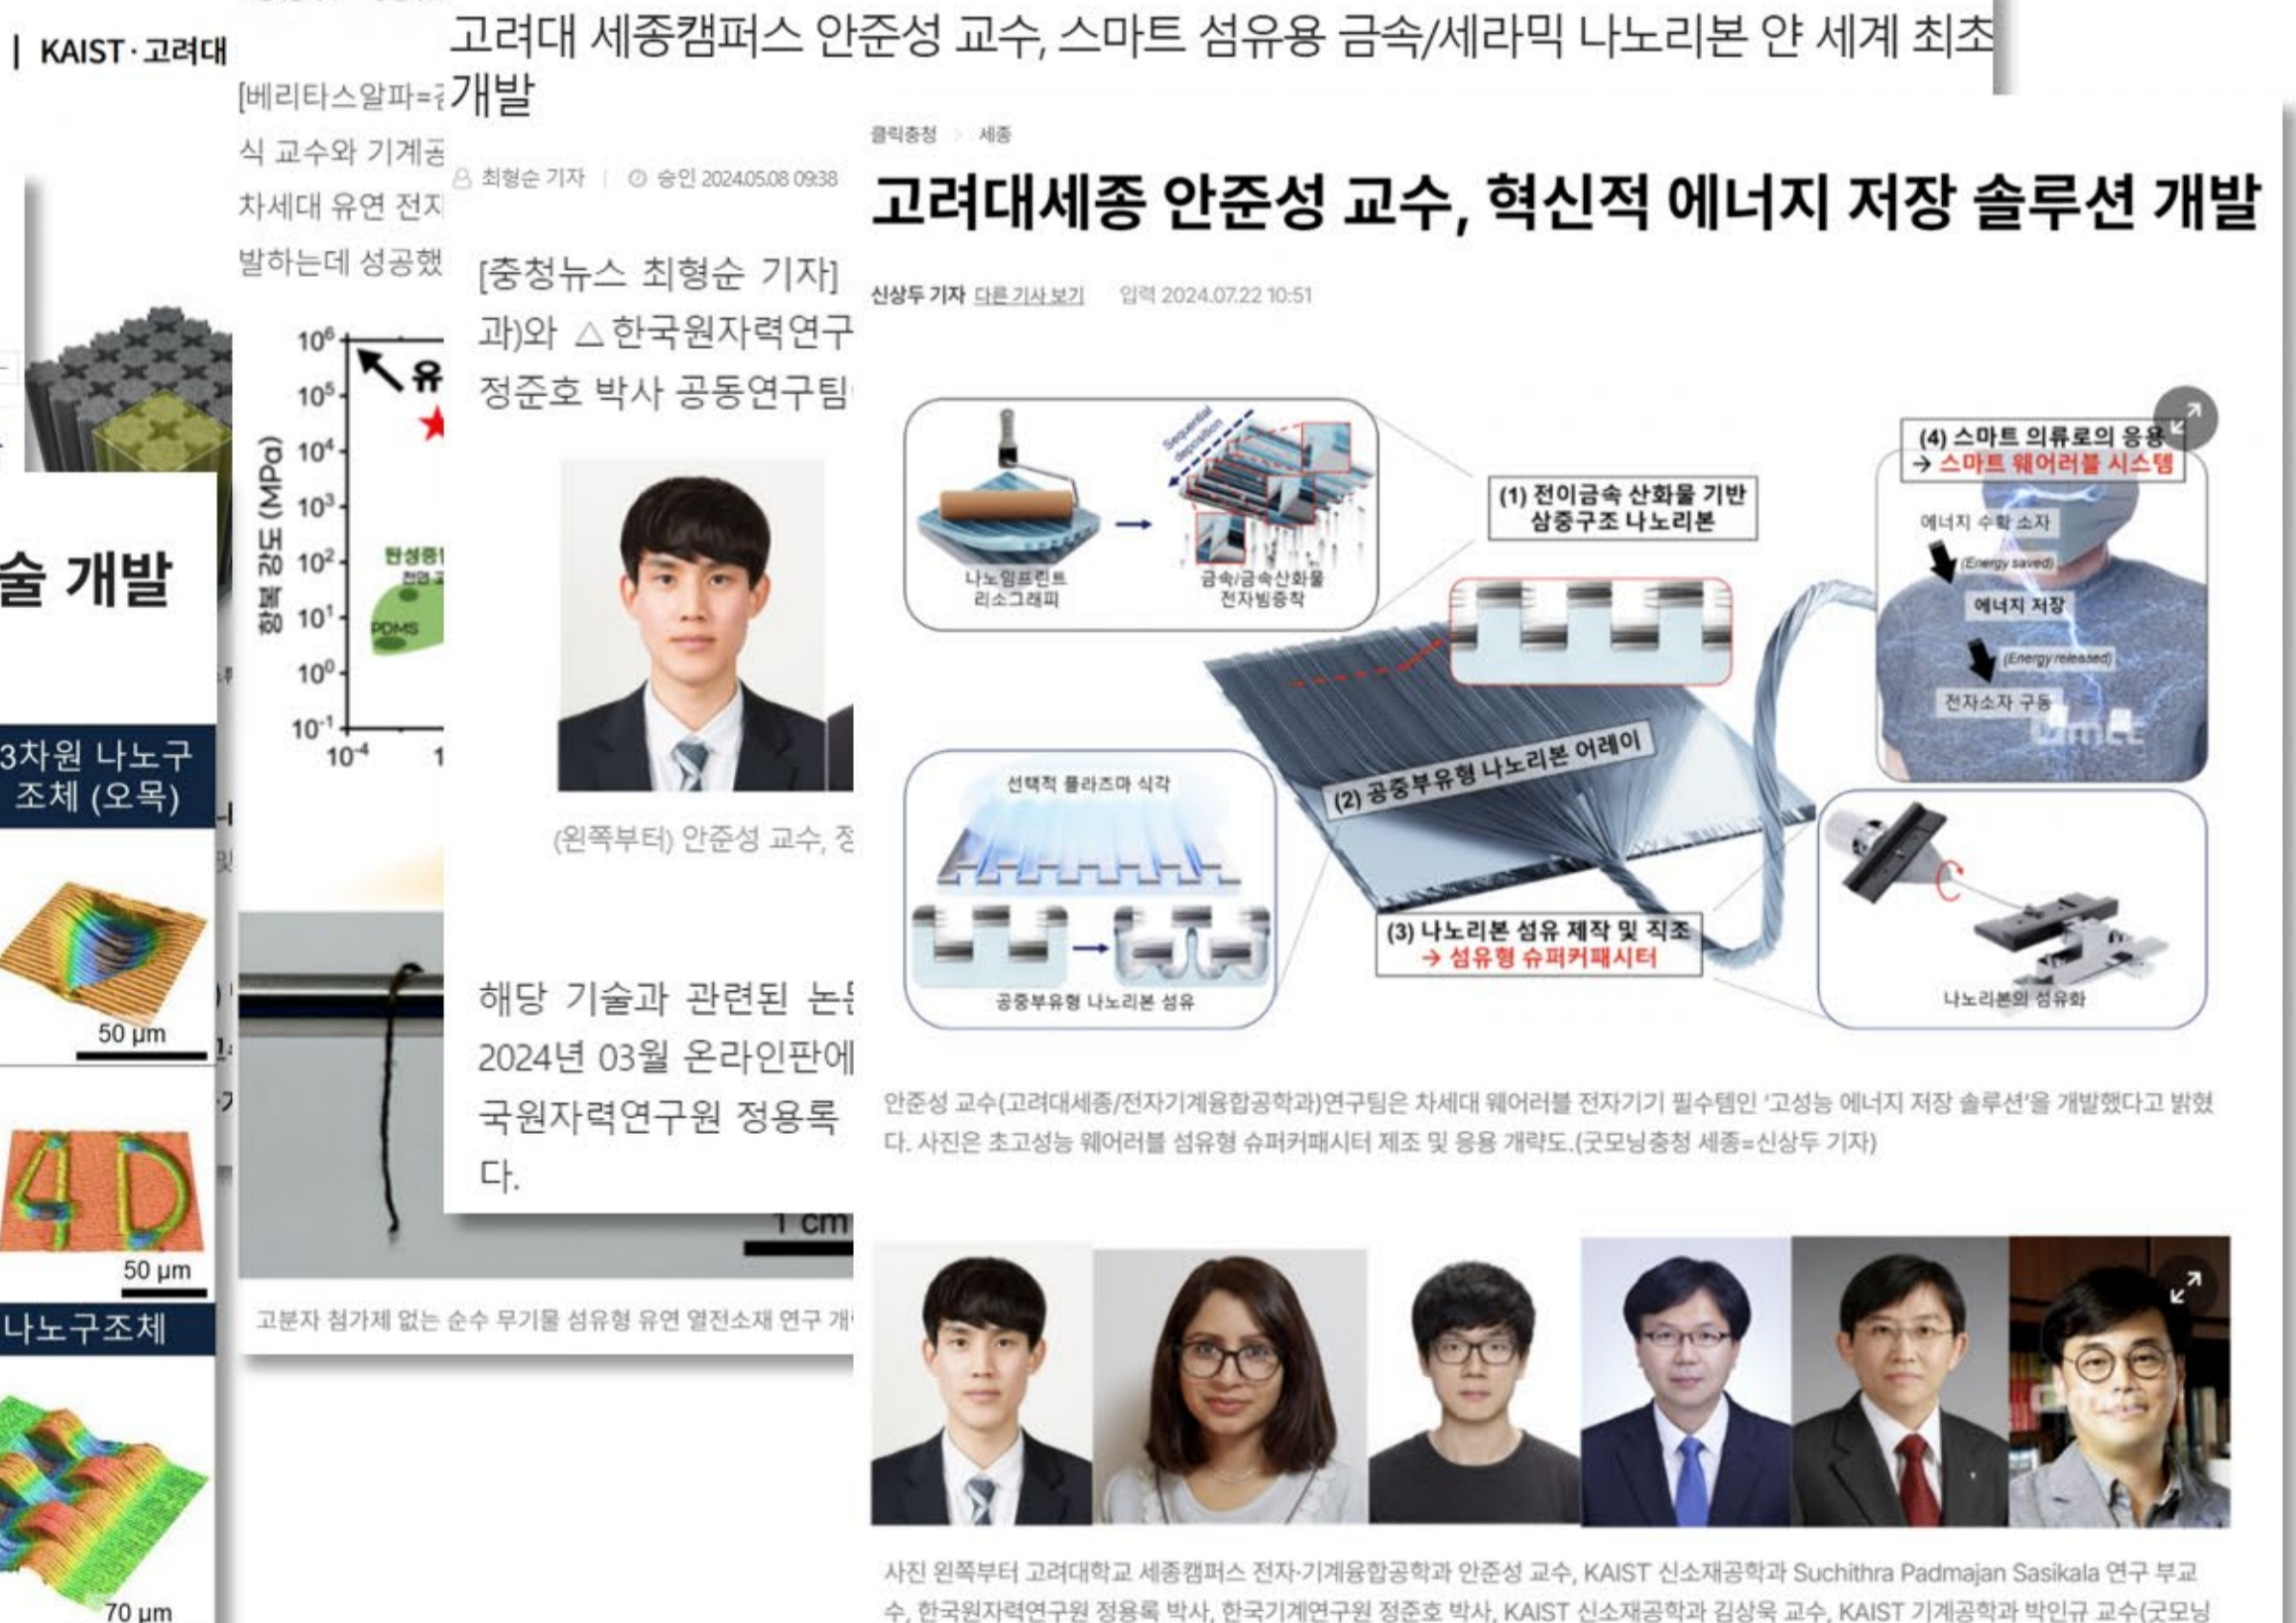 | KAIST·고려대
술 개발
3차원 나노구
조체 (오목)
50 μm
4 D
50 μm
나노구조체
70 μm
[베리타스알파=
식 교수와 기계공
차세대 유연 전자
발하는데 성공했
항복 강도 (MPa)
10⁶
10⁵
10⁴
10³
10²
10¹
10⁰
10⁻¹
10⁻⁴
유
PDMS
1 cm
고분자 첨가제 없는 순수 무기물 섬유형 유연 열전소재 연구 개
고려대 세종캠퍼스 안준성 교수, 스마트 섬유용 금속/세라믹 나노리본 얀 세계 최초
개발
최형순 기자 | 승인 2024.05.08 09:38
[충청뉴스 최형순 기자]
과)와 △한국원자력연구
정준호 박사 공동연구팀
(왼쪽부터) 안준성 교수, 정
해당 기술과 관련된 논문
2024년 03월 온라인판에
국원자력연구원 정용록
다.
클릭충청 > 세종
고려대세종 안준성 교수, 혁신적 에너지 저장 솔루션 개발
신상두 기자 다른 기사 보기 입력 2024.07.22 10:51
Sequential
deposition
나노임프린트
리소그래피
금속/금속산화물
전자빔증착
(1) 전이금속 산화물 기반
삼중구조 나노리본
(4) 스마트 의류로의 응용
→ 스마트 웨어러블 시스템
에너지 수확 소자
(Energy saved)
에너지 저장
(Energy released)
전자소자 구동
(2) 공중부유형 나노리본 어레이
선택적 플라즈마 식각
공중부유형 나노리본 섬유
(3) 나노리본 섬유 제작 및 직조
→ 섬유형 슈퍼커패시터
나노리본의 섬유화
안준성 교수(고려대세종/전자기계융합공학과)연구팀은 차세대 웨어러블 전자기기 필수템인 '고성능 에너지 저장 솔루션'을 개발했다고 밝혔
다. 사진은 초고성능 웨어러블 섬유형 슈퍼커패시터 제조 및 응용 개략도.(굿모닝충청 세종=신상두 기자)
사진 왼쪽부터 고려대학교 세종캠퍼스 전자·기계융합공학과 안준성 교수, KAIST 신소재공학과 Suchithra Padmajan Sasikala 연구 부교
수, 한국원자력연구원 정용록 박사, 한국기계연구원 정준호 박사, KAIST 신소재공학과 김상욱 교수, KAIST 기계공학과 박인규 교수(굿모닝